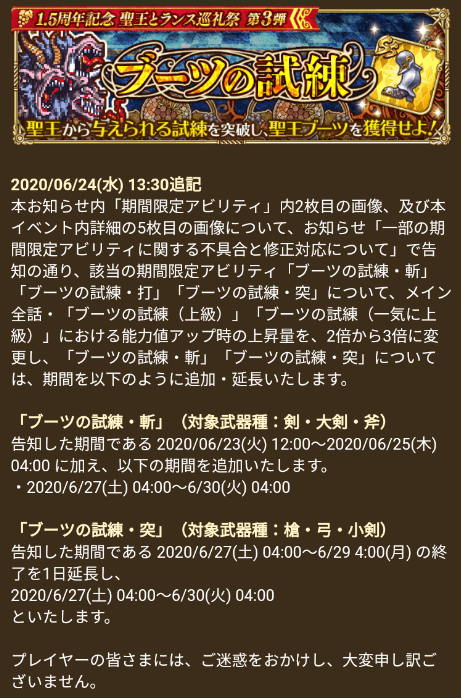 1.5周年記念 聖王とランス巡礼祭 第3弾
ブーツの試練
聖王から与えられる試練を突破し、聖王ブーツを獲得せよ!
2020/06/24(水) 13:30追記
本お知らせ内「期間限定アビリティ」内2枚目の画像、及び本
イベント内詳細の5枚目の画像について、お知らせ「一部の期
間限定アビリティに関する不具合と修正対応について」で告
知の通り、該当の期間限定アビリティ「ブーツの試練・斬」
「ブーツの試練・打」「ブーツの試練・突」について、メイン
全話・「ブーツの試練（上級）」「ブーツの試練（一気に上
級）」における能力値アップ時の上昇量を、2倍から3倍に変
更し、「ブーツの試練・斬」「ブーツの試練・突」について
は、期間を以下のように追加・延長いたします。
「ブーツの試練・斬」（対象武器種：剣・大剣・斧）
告知した期間である 2020/06/23(火) 12:00～2020/06/25(木)
04:00 に加え、以下の期間を追加いたします。
・2020/6/27(土) 04:00～6/30(火) 04:00
「ブーツの試練・突」（対象武器種：槍・弓・小剣）
告知した期間である 2020/6/27(土) 04:00～6/29 4:00(月) の終
了を1日延長し、
2020/6/27(土) 04:00～6/30(火) 04:00
といたします。
プレイヤーの皆さまには、ご迷惑をおかけし、大変申し訳ご
ざいません。